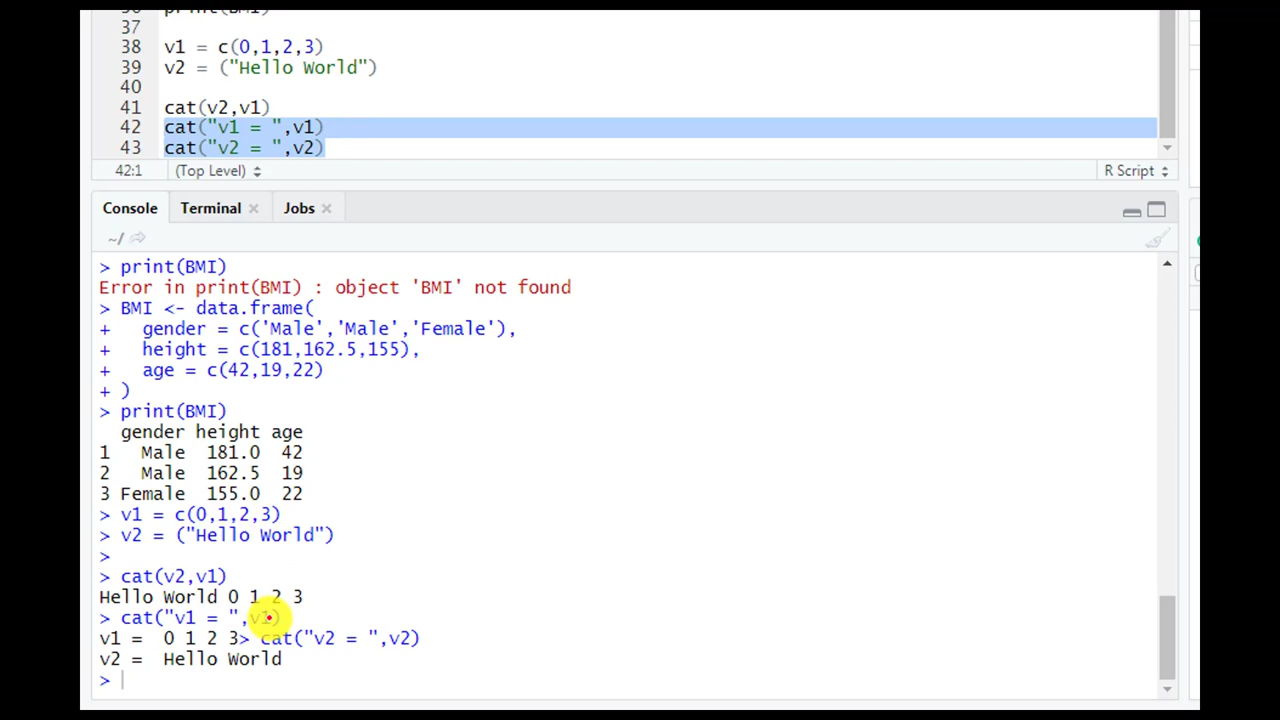 37
38 v1 = c(0,1,2,3)
39 v2 = ("Hello World")
40
41 cat(v2,v1)
42 cat("v1 = ",v1)
43 cat("v2 = ",v2)
42:1 (Top Level) R Script
Console Terminal Jobs
~/
> print(BMI)
Error in print(BMI) : object 'BMI' not found
> BMI <- data.frame(
+   gender = c('Male','Male','Female'),
+   height = c(181,162.5,155),
+   age = c(42,19,22)
+ )
> print(BMI)
  gender height age
1   Male  181.0  42
2   Male  162.5  19
3 Female  155.0  22
> v1 = c(0,1,2,3)
> v2 = ("Hello World")
>
> cat(v2,v1)
Hello World 0 1 2 3
> cat("v1 = ",v1)
v1 =  0 1 2 3> cat("v2 = ",v2)
v2 =  Hello World
>